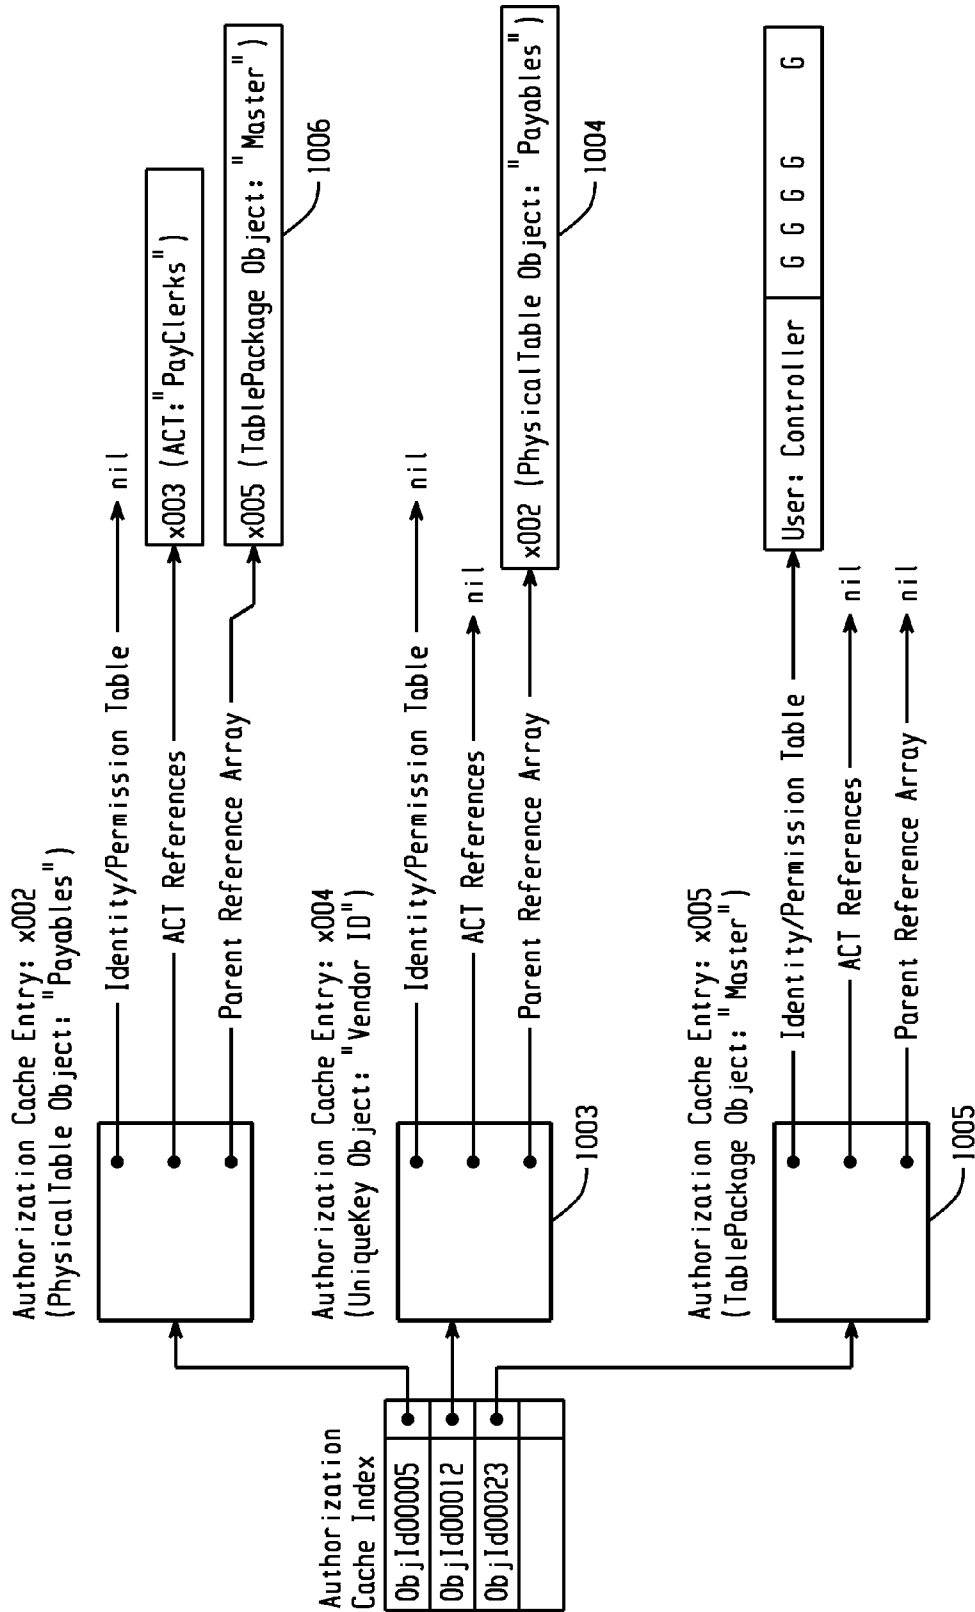 Authorization
Cache Index
ObjId00005
ObjId00012
ObjId00023
Authorization Cache Entry: x002
(PhysicalTable Object: "Payables")
Identity/Permission Table
nil
ACT References
x003 (ACT:"PayClerks")
Parent Reference Array
x005 (TablePackage Object: "Master")
1006
Authorization Cache Entry: x004
(UniqueKey Object: "Vendor ID")
Identity/Permission Table
nil
ACT References
nil
Parent Reference Array
x002 (PhysicalTable Object: "Payables")
1003
1004
Authorization Cache Entry: x005
(TablePackage Object: "Master")
Identity/Permission Table
User: Controller
G G G G G
ACT References
nil
Parent Reference Array
nil
1005